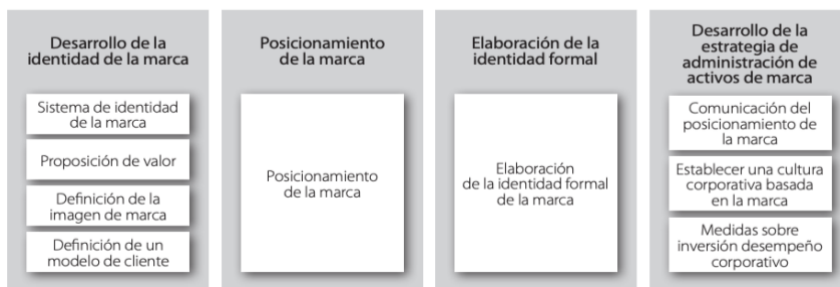 Desarrollo de la
identidad de la marca
Sistema de identidad
de la marca
Proposición de valor
Definición de la
imagen de marca
Definición de un
modelo de cliente
Posicionamiento
de la marca
Posicionamiento
de la marca
Elaboración de la
identidad formal
Elaboración
de la identidad formal
de la marca
Desarrollo de la
estrategia de
administración de
activos de marca
Comunicación del
posicionamiento de
la marca
Establecer una cultura
corporativa basada
en la marca
Medidas sobre
inversión desempeño
corporativo